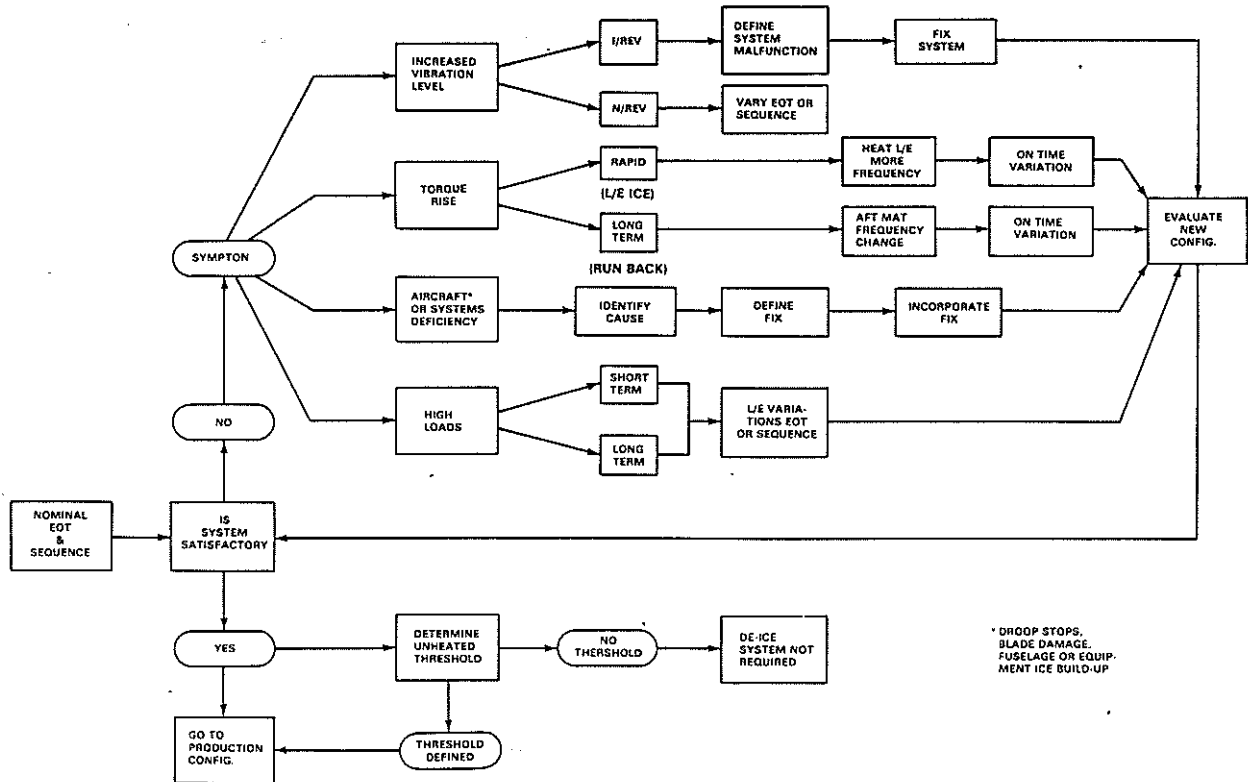 INCREASED
VIBRATION
LEVEL
I/REV
DEFINE
SYSTEM
MALFUNCTION
FIX
SYSTEM
N/REV
VARY EOT OR
SEQUENCE
TORQUE
RISE
RAPID
(L/E ICE)
HEAT L/E
MORE
FREQUENCY
ON TIME
VARIATION
LONG
TERM
(RUN BACK)
AFT MAT
FREQUENCY
CHANGE
ON TIME
VARIATION
EVALUATE
NEW
CONFIG.
SYMPTON
AIRCRAFT*
OR SYSTEMS
DEFICIENCY
IDENTIFY
CAUSE
DEFINE
FIX
INCORPORATE
FIX
HIGH
LOADS
SHORT
TERM
LONG
TERM
L/E VARIA-
TIONS EOT
OR SEQUENCE
NO
NOMINAL
EOT
&
SEQUENCE
IS
SYSTEM
SATISFACTORY
YES
DETERMINE
UNHEATED
THRESHOLD
NO
THERSHOLD
DE-ICE
SYSTEM NOT
REQUIRED
* DROOP STOPS,
BLADE DAMAGE,
FUSELAGE OR EQUIP-
MENT ICE BUILD-UP
GO TO
PRODUCTION
CONFIG.
THRESHOLD
DEFINED